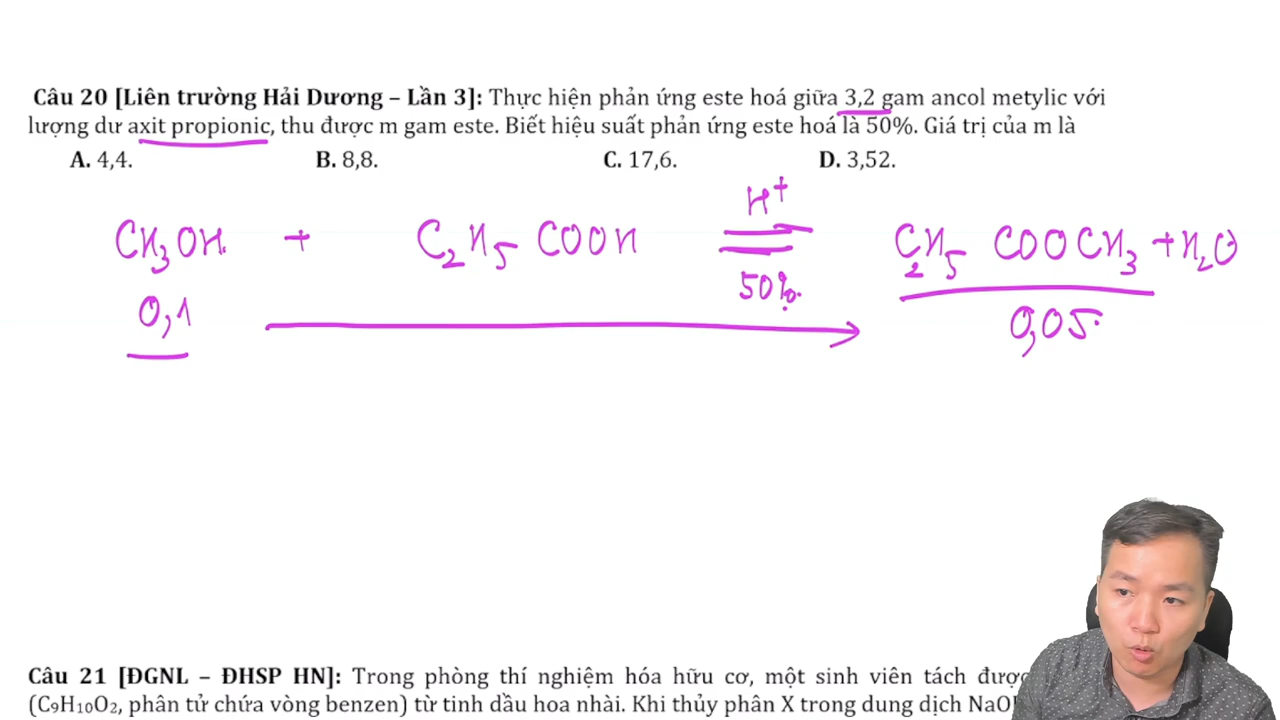 Câu 20 [Liên trường Hải Dương – Lần 3]: Thực hiện phản ứng este hoá giữa 3,2 gam ancol metylic với
lượng dư axit propionic, thu được m gam este. Biết hiệu suất phản ứng este hoá là 50%. Giá trị của m là
A. 4,4. B. 8,8. C. 17,6. D. 3,52.
H⁺
CH₃OH + C₂H₅COOH ⇌ C₂H₅COOCH₃ + H₂O
50%
0,1 → 0,05
Câu 21 [ĐGNL – ĐHSP HN]: Trong phòng thí nghiệm hóa hữu cơ, một sinh viên tách đượ
(C₉H₁₀O₂, phân tử chứa vòng benzen) từ tinh dầu hoa nhài. Khi thủy phân X trong dung dịch NaO